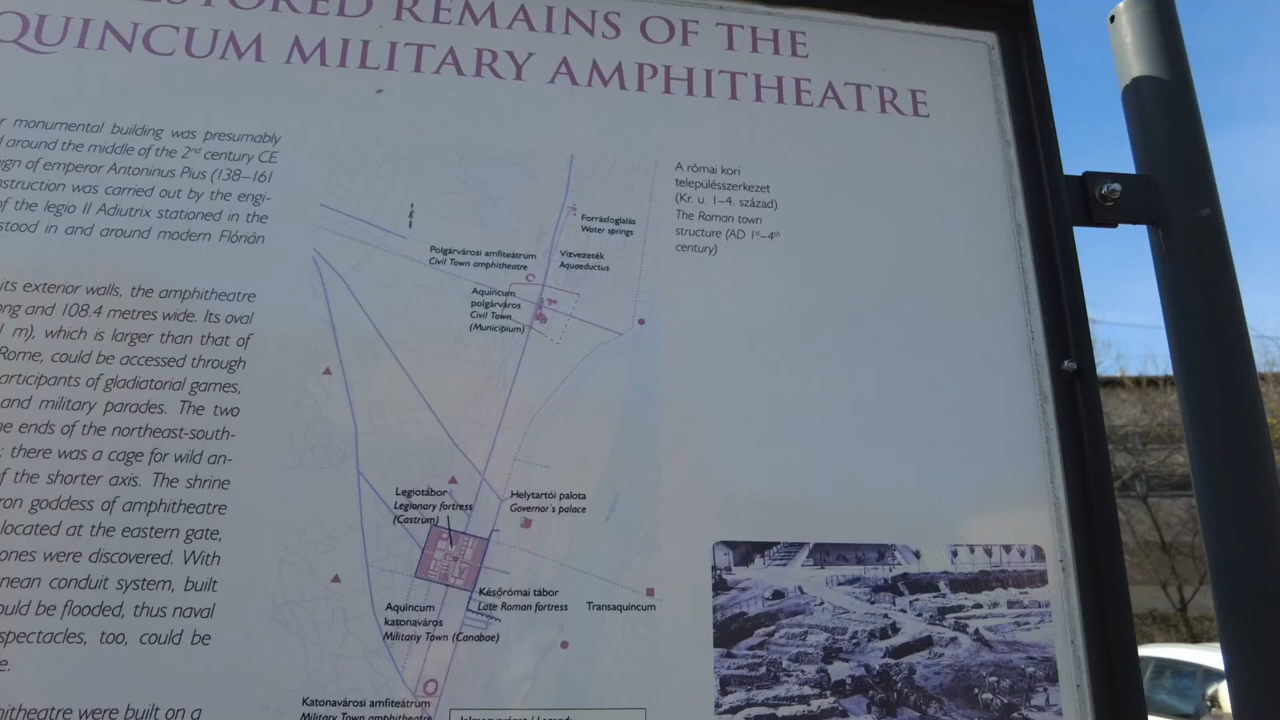 RESTORED REMAINS OF THE
QUINCUM MILITARY AMPHITHEATRE
r monumental building was presumably
d around the middle of the 2nd century CE
ign of emperor Antoninus Pius (138–161
nstruction was carried out by the engi-
of the legio II Adiutrix stationed in the
stood in and around modern Flórián
its exterior walls, the amphitheatre
ong and 108.4 metres wide. Its oval
1 m), which is larger than that of
Rome, could be accessed through
articipants of gladiatorial games,
and military parades. The two
he ends of the northeast-south-
: there was a cage for wild an-
f the shorter axis. The shrine
ron goddess of amphitheatre
located at the eastern gate,
ones were discovered. With
nean conduit system, built
ould be flooded, thus naval
spectacles, too, could be
e.
hitheatre were built on a
A római kori
településszerkezet
(Kr. u. 1–4. század)
The Roman town
structure (AD 1st–4th
century)
Forrásfoglalás
Water springs
Polgárvárosi amfiteátrum
Civil Town amphitheatre
Vízvezeték
Aquaeductus
Aquincum
polgárváros
Civil Town
(Municipium)
Legiotábor
Legionary fortress
(Castrum)
Helytartói palota
Governor's palace
Későrómai tábor
Late Roman fortress
Transaquincum
Aquincum
katonaváros
Militariy Town (Canabae)
Katonavárosi amfiteátrum
Military Town amphitheatre